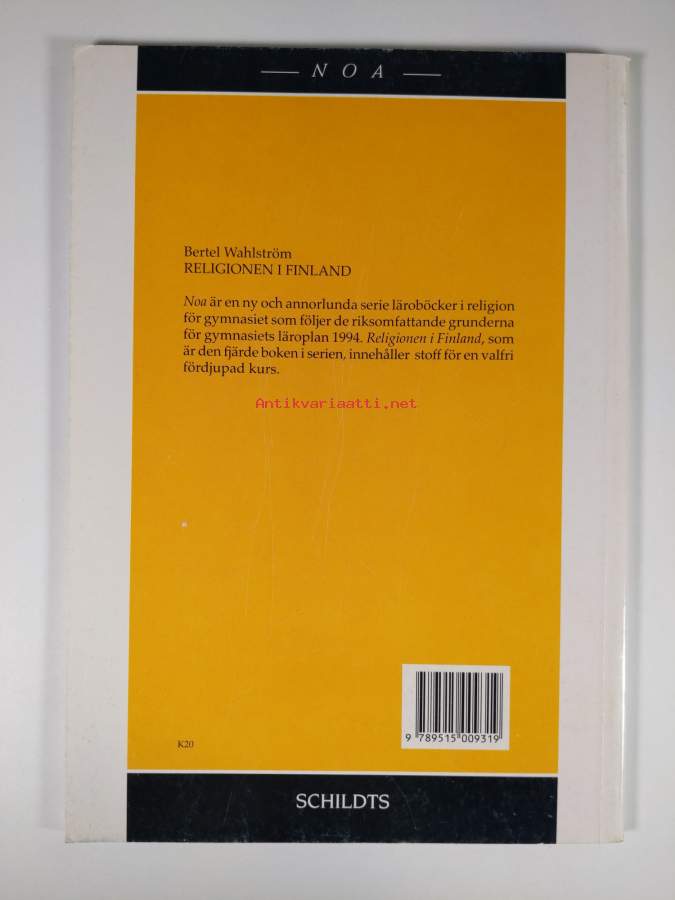 — N O A —
Bertel Wahlström
RELIGIONEN I FINLAND
Noa är en ny och annorlunda serie läroböcker i religion
för gymnasiet som följer de riksomfattande grunderna
för gymnasiets läroplan 1994. Religionen i Finland, som
är den fjärde boken i serien, innehåller stoff för en valfri
fördjupad kurs.
Antikvariaatti.net
9 789515 009319
K20
SCHILDTS